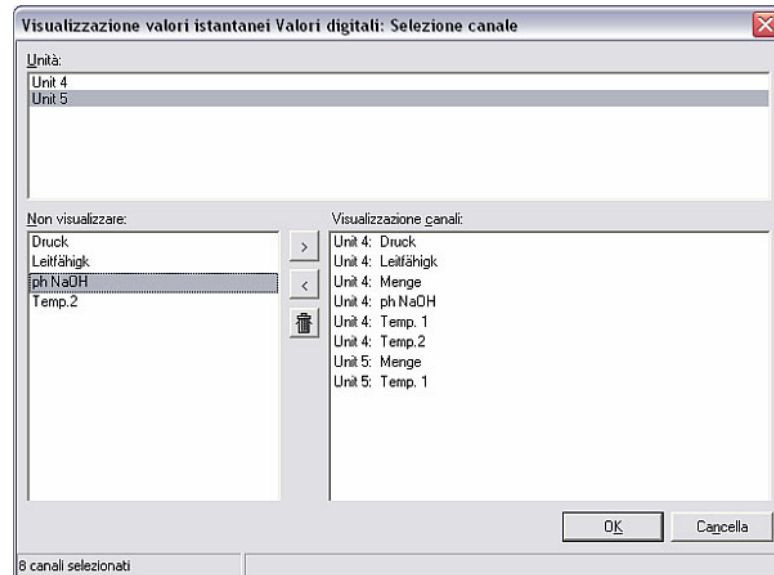 Visualizzazione valori istantanei Valori digitali: Selezione canale
Unità:
Unit 4
Unit 5
Non visualizzare:
Druck
Leitfähigk
ph NaOH
Temp.2
>
<
Visualizzazione canali:
Unit 4: Druck
Unit 4: Leitfähigk
Unit 4: Menge
Unit 4: ph NaOH
Unit 4: Temp. 1
Unit 4: Temp.2
Unit 5: Menge
Unit 5: Temp. 1
OK
Cancella
8 canali selezionati